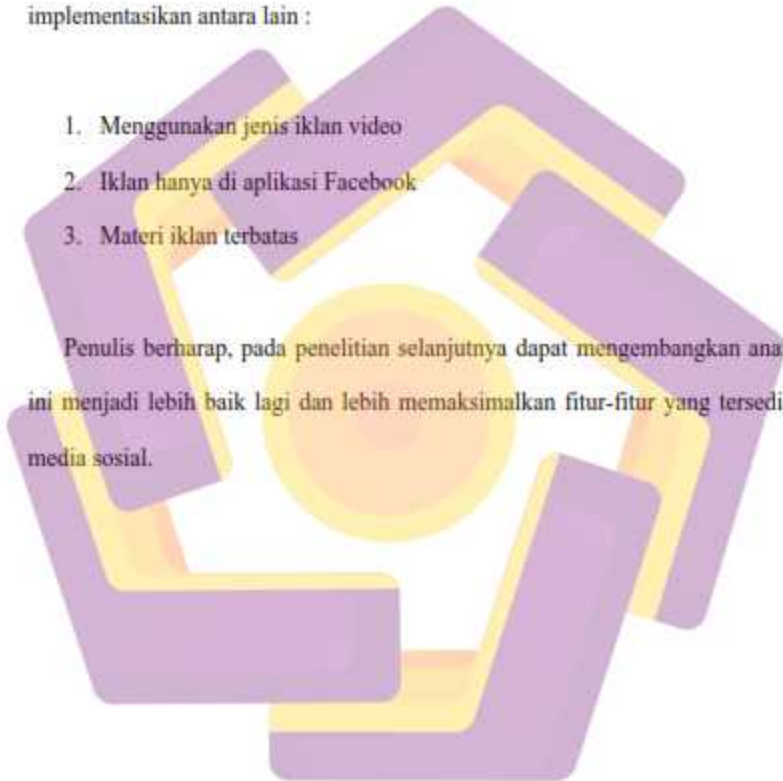 implementasikan antara lain :
1. Menggunakan jenis iklan video
2. Iklan hanya di aplikasi Facebook
3. Materi iklan terbatas
Penulis berharap, pada penelitian selanjutnya dapat mengembangkan
ini menjadi lebih baik lagi dan lebih memaksimalkan fitur-fitur yang
media sosial.